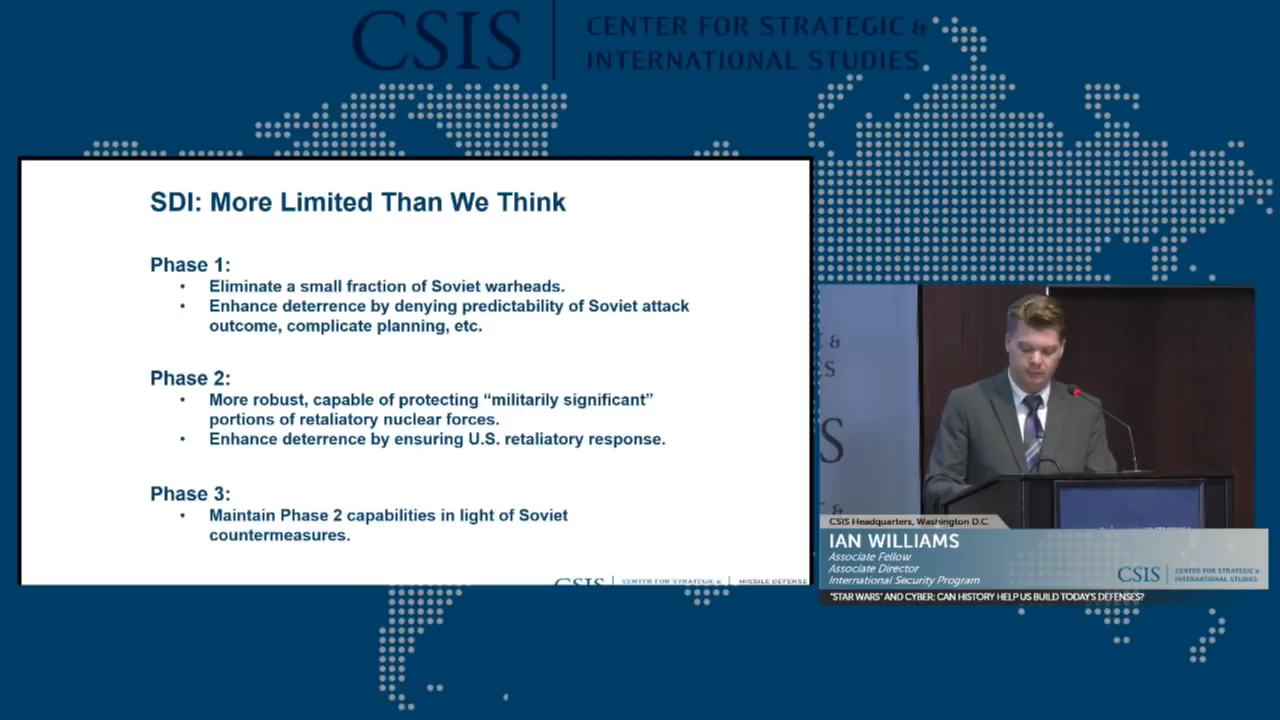 CSIS
CENTER FOR STRATEGIC &
INTERNATIONAL STUDIES
SDI: More Limited Than We Think
Phase 1:
• Eliminate a small fraction of Soviet warheads.
• Enhance deterrence by denying predictability of Soviet attack
outcome, complicate planning, etc.
Phase 2:
• More robust, capable of protecting “militarily significant”
portions of retaliatory nuclear forces.
• Enhance deterrence by ensuring U.S. retaliatory response.
Phase 3:
• Maintain Phase 2 capabilities in light of Soviet
countermeasures.
CSIS
CENTER FOR STRATEGIC &
MISSILE DEFENSE
&
S
S
&
CSIS Headquarters, Washington D.C.
IAN WILLIAMS
Associate Fellow
Associate Director
International Security Program
CSIS
CENTER FOR STRATEGIC &
INTERNATIONAL STUDIES
"STAR WARS" AND CYBER: CAN HISTORY HELP US BUILD TODAY'S DEFENSES?